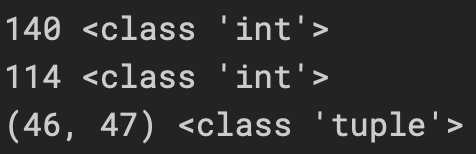 140 <class 'int'>
114 <class 'int'>
(46, 47) <class 'tuple'>